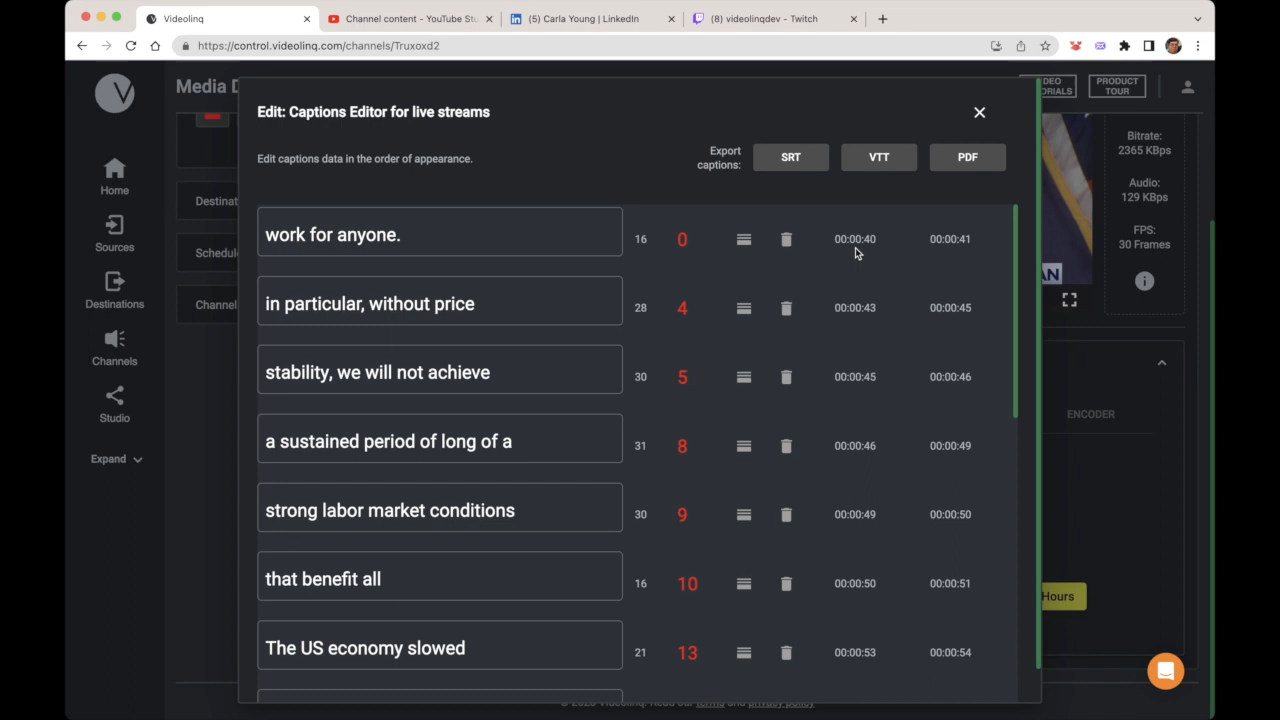 Videolinq
Channel content - YouTube Stu
(5) Carla Young | LinkedIn
(8) videolinqdev - Twitch
https://control.videolinq.com/channels/Truxoxd2
Media D
DEO
ORIALS
PRODUCT
TOUR
Edit: Captions Editor for live streams
Edit captions data in the order of appearance.
Export
captions:
SRT
VTT
PDF
Home
Sources
Destinations
Channels
Studio
Expand
Destinat
Schedul
Channel
work for anyone.
16 0 00:00:40 00:00:41
in particular, without price
28 4 00:00:43 00:00:45
stability, we will not achieve
30 5 00:00:45 00:00:46
a sustained period of long of a
31 8 00:00:46 00:00:49
strong labor market conditions
30 9 00:00:49 00:00:50
that benefit all
16 10 00:00:50 00:00:51
The US economy slowed
21 13 00:00:53 00:00:54
Bitrate:
2365 KBps
Audio:
129 KBps
FPS:
30 Frames
AN
ENCODER
Hours